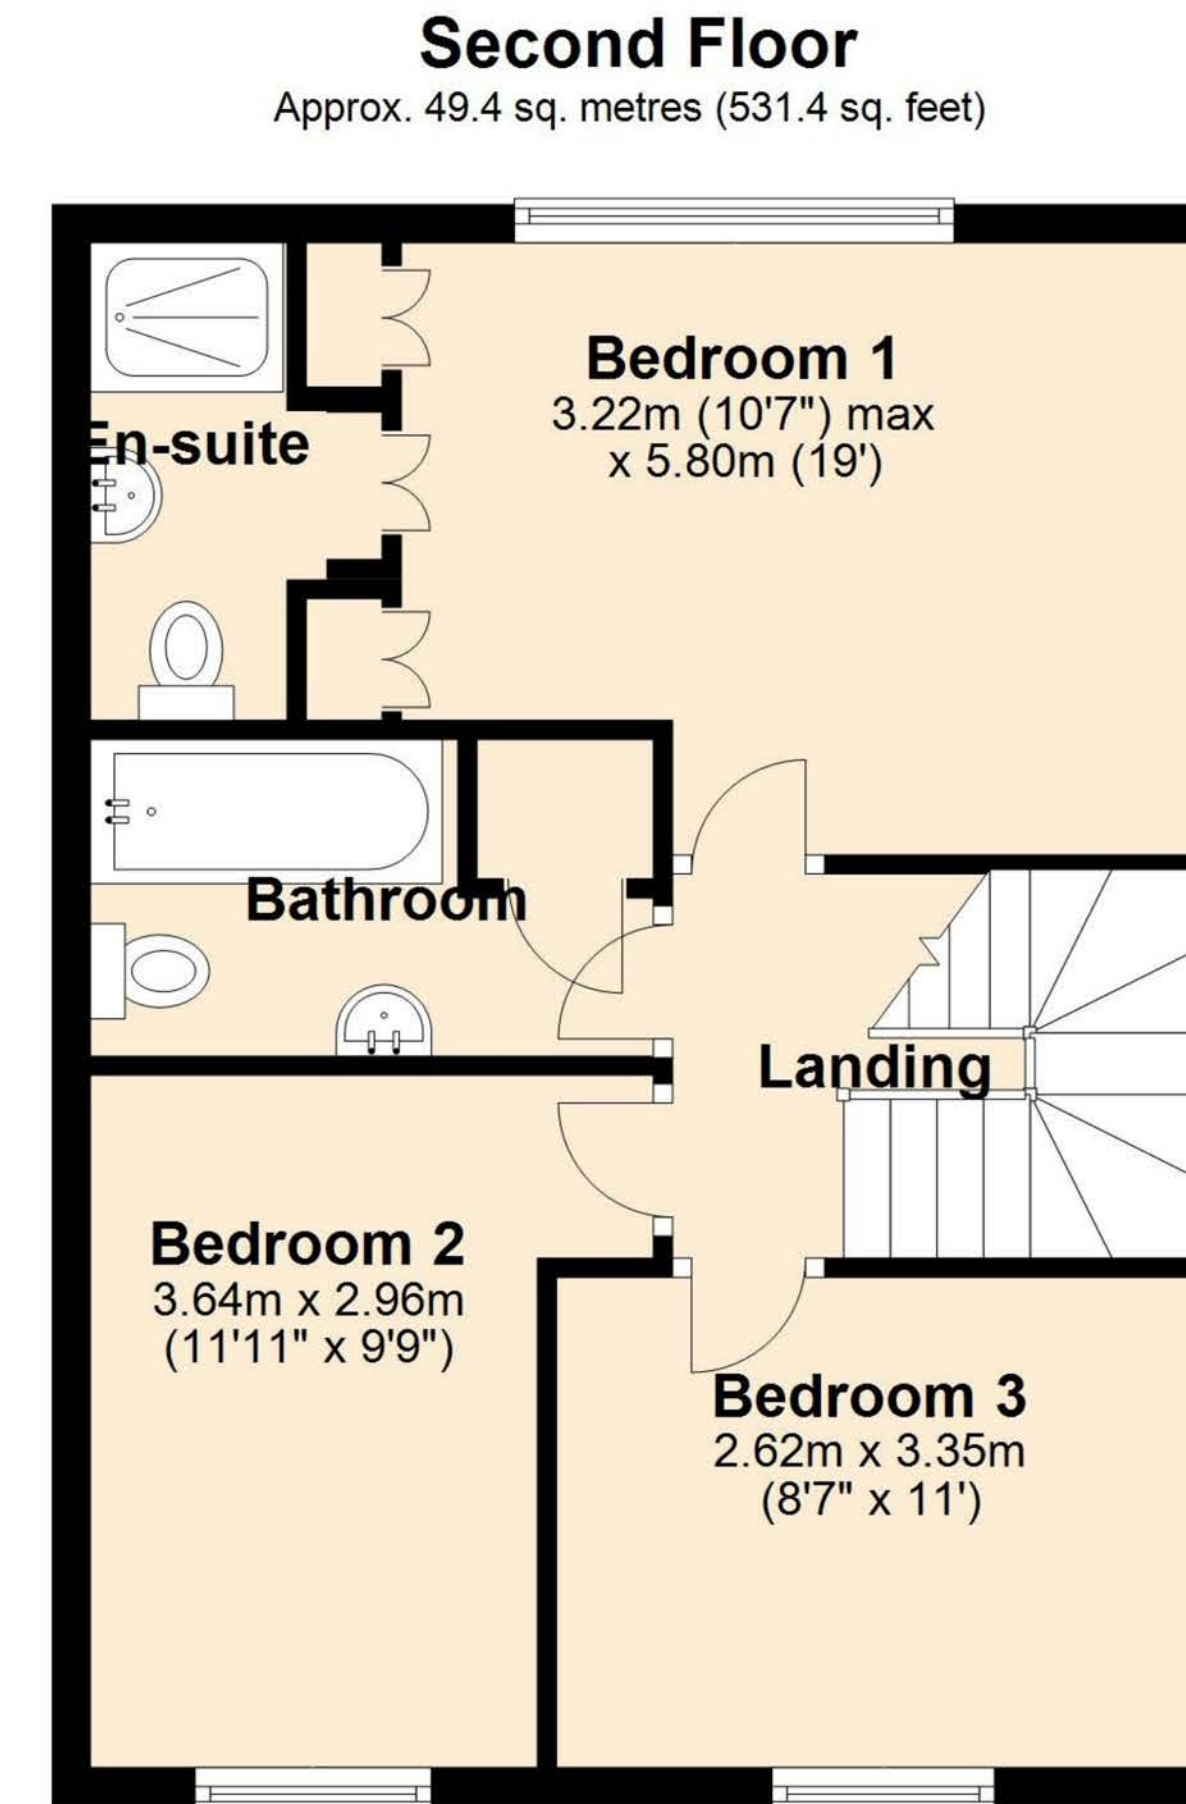 Second Floor
Approx. 49.4 sq. metres (531.4 sq. feet)
Bedroom 1
3.22m (10'7") max
x 5.80m (19')
En-suite
Bathroom
Landing
Bedroom 2
3.64m x 2.96m
(11'11" x 9'9")
Bedroom 3
2.62m x 3.35m
(8'7" x 11')